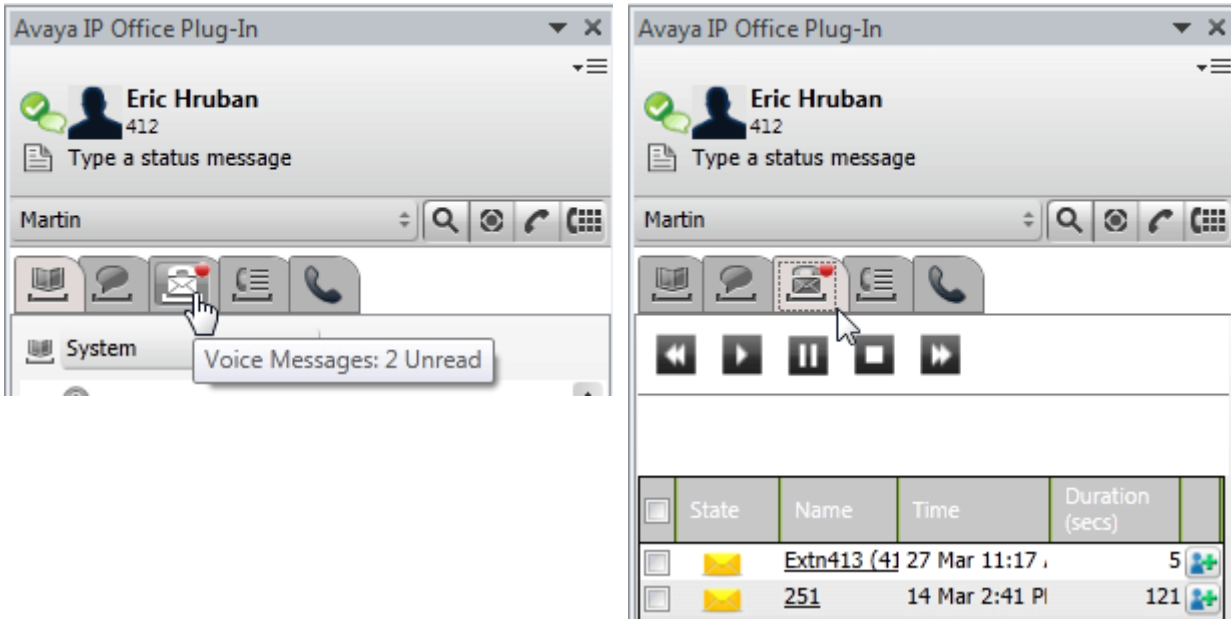 Avaya IP Office Plug-In
Eric Hruban
412
Type a status message
Martin
System
Voice Messages: 2 Unread
Avaya IP Office Plug-In
Eric Hruban
412
Type a status message
Martin
State Name Time Duration (secs)
Extn413 (41 27 Mar 11:17 5
251 14 Mar 2:41 P 121